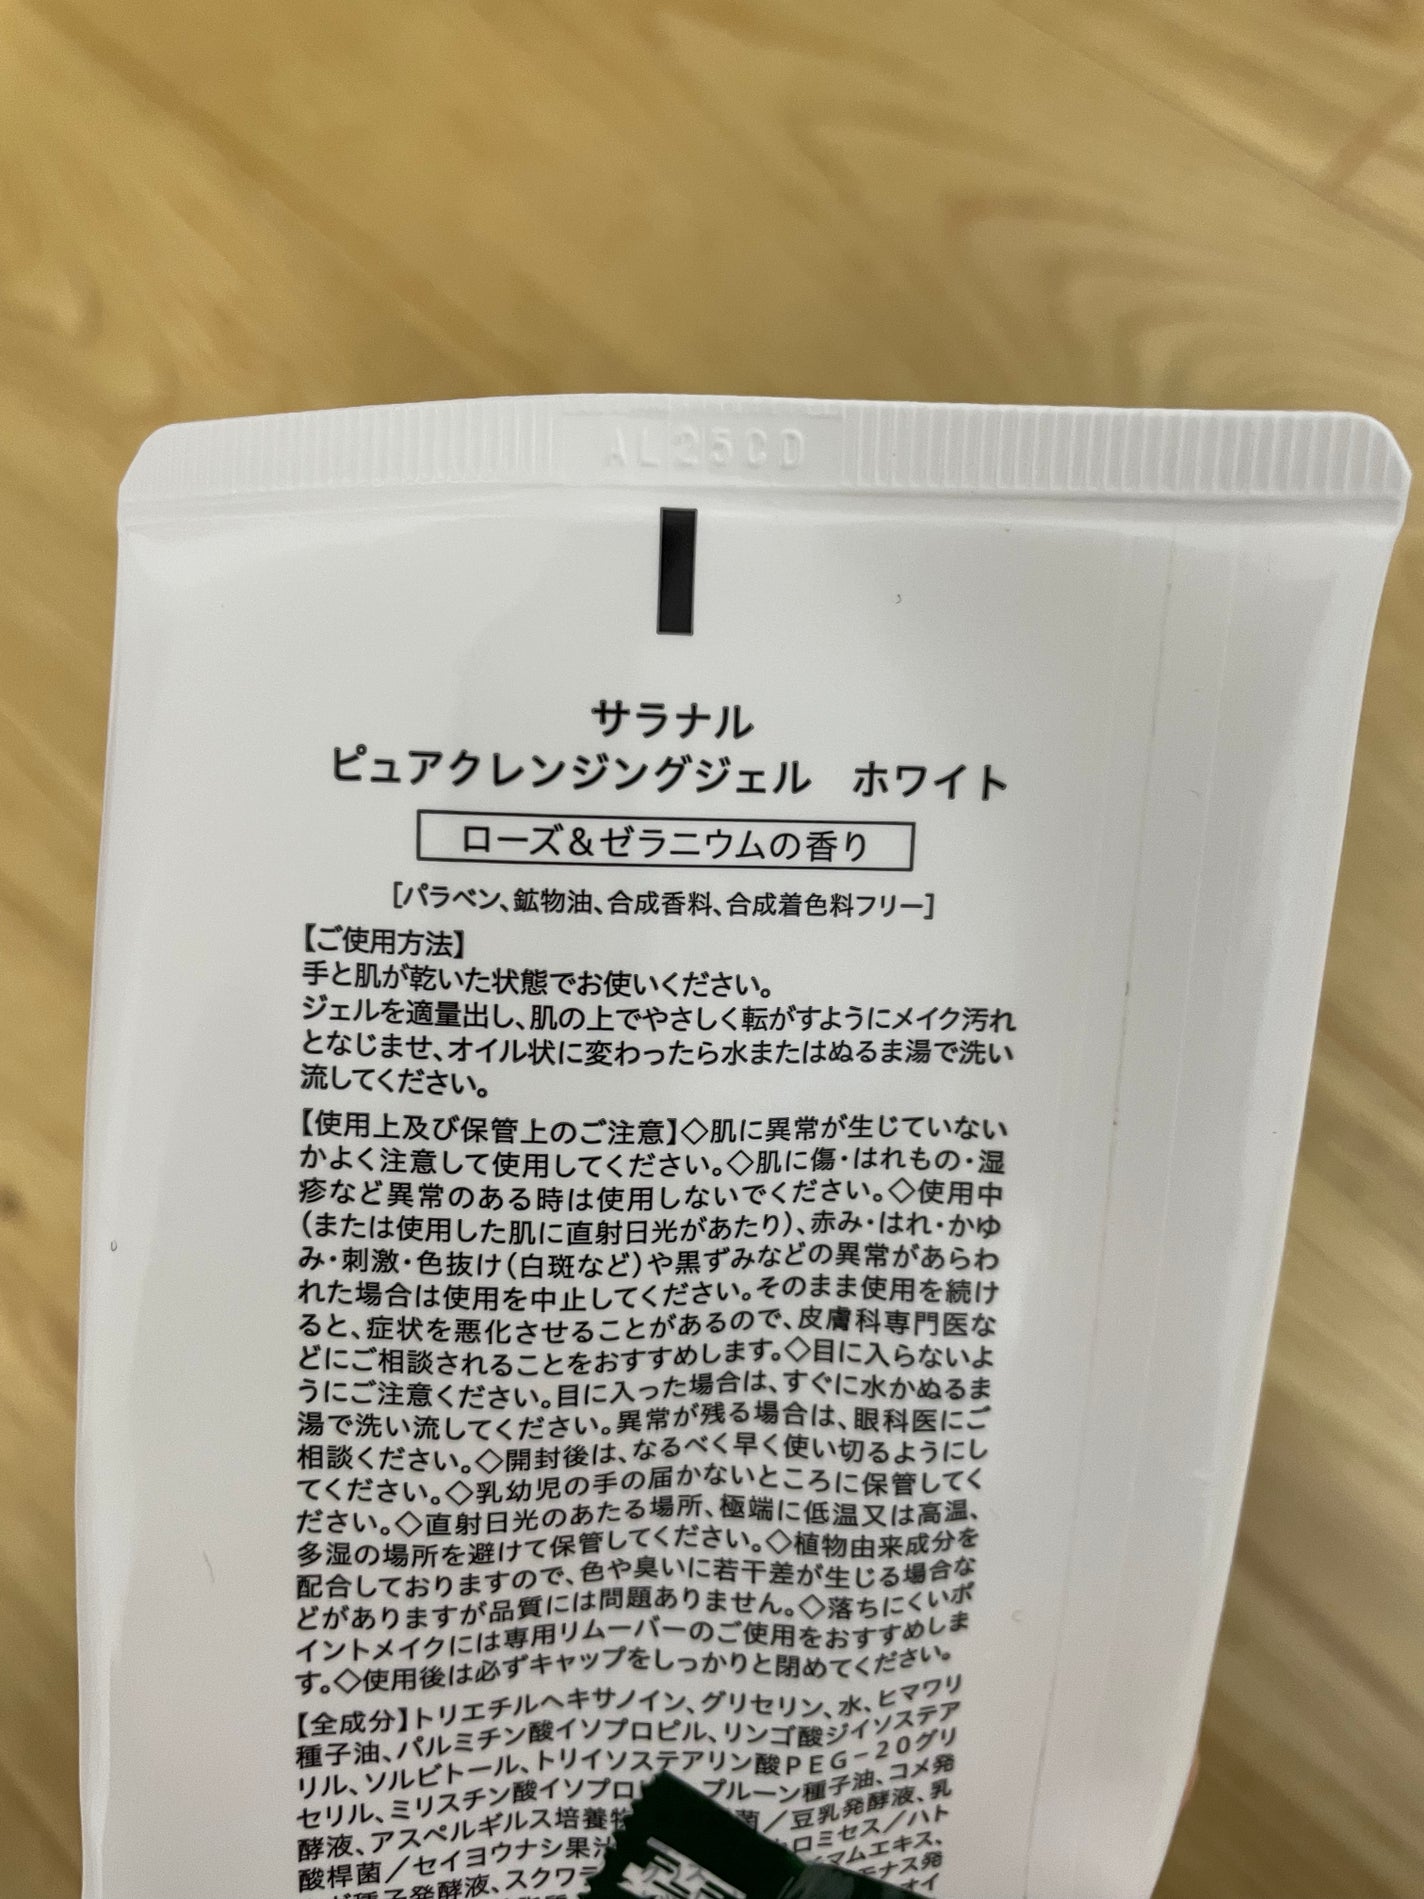 AL25CD
サラナル
ピュアクレンジングジェル　ホワイト
ローズ＆ゼラニウムの香り
[パラベン、鉱物油、合成香料、合成着色料フリー]
【ご使用方法】
手と肌が乾いた状態でお使いください。
ジェルを適量出し、肌の上でやさしく転がすようにメイク汚れ
となじませ、オイル状に変わったら水またはぬるま湯で洗い
流してください。
【使用上及び保管上のご注意】◇肌に異常が生じていない
かよく注意して使用してください。◇肌に傷・はれもの・湿
疹など異常のある時は使用しないでください。◇使用中
（または使用した肌に直射日光があたり）、赤み・はれ・かゆ
み・刺激・色抜け（白斑など）や黒ずみなどの異常があらわ
れた場合は使用を中止してください。そのまま使用を続け
ると、症状を悪化させることがあるので、皮膚科専門医な
どにご相談されることをおすすめします。◇目に入らないよ
うにご注意ください。目に入った場合は、すぐに水かぬるま
湯で洗い流してください。異常が残る場合は、眼科医にご
相談ください。◇開封後は、なるべく早く使い切るようにし
てください。◇乳幼児の手の届かないところに保管してく
ださい。◇直射日光のあたる場所、極端に低温又は高温、
多湿の場所を避けて保管してください。◇植物由来成分を
配合しておりますので、色や臭いに若干差が生じる場合な
どがありますが品質には問題ありません。◇落ちにくいポ
イントメイクには専用リムーバーのご使用をおすすめしま
す。◇使用後は必ずキャップをしっかりと閉めてください。
【全成分】トリエチルヘキサノイン、グリセリン、水、ヒマワリ
種子油、パルミチン酸イソプロピル、リンゴ酸ジイソステア
リル、ソルビトール、トリイソステアリン酸PEG－20グリ
セリル、ミリスチン酸イソプロ プルーン種子油、コメ発
酵液、アスペルギルス培養 菌／豆乳発酵液、乳
酸桿菌／セイヨウナシ果汁 ロミセス／ハト
種子発酵液、スクワラ マムエキス、
モナス発
オイ